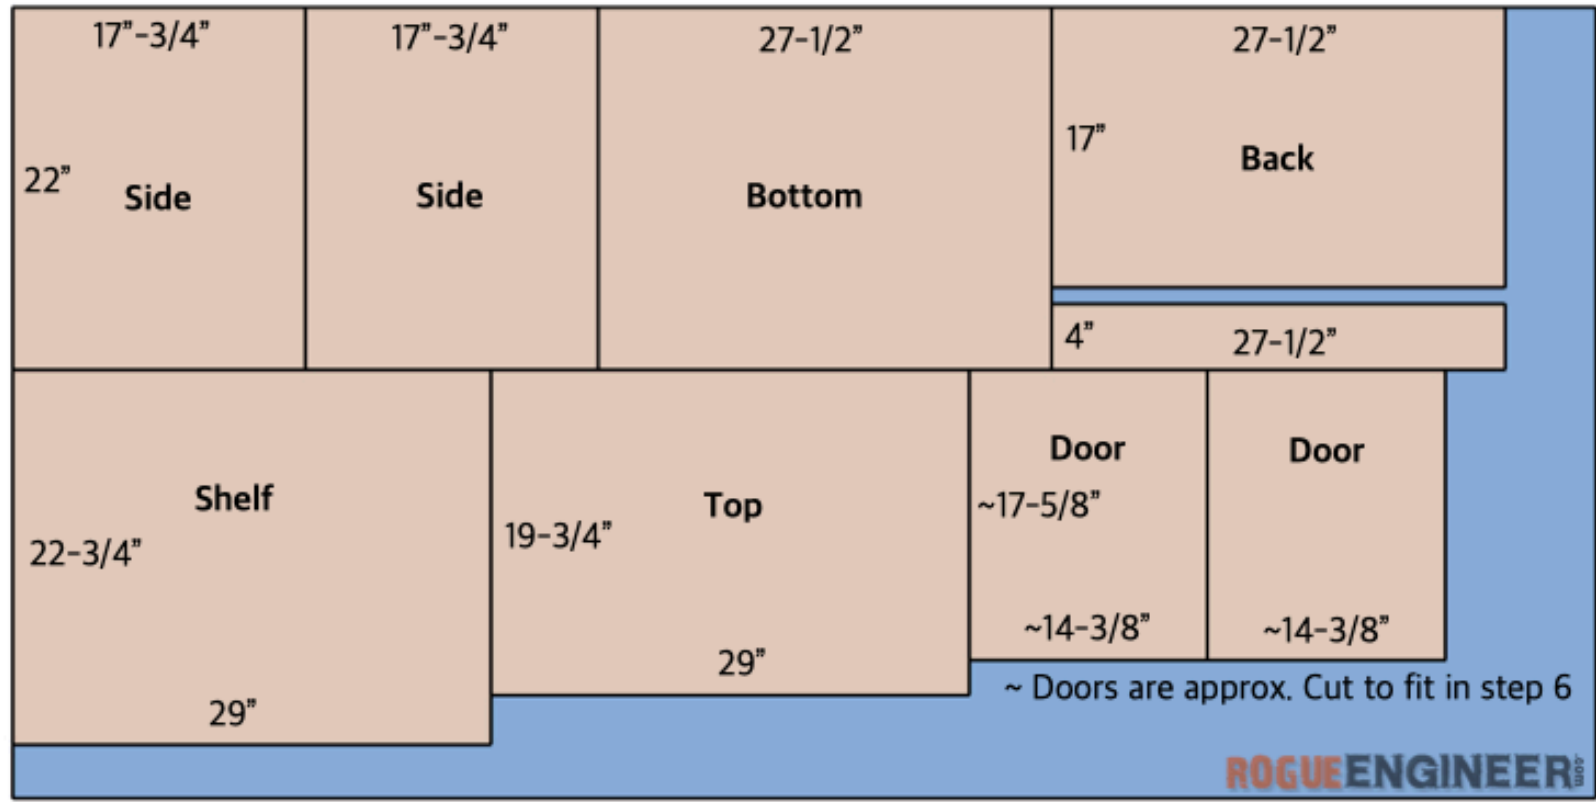 17”-3/4”
17”-3/4”
27-1/2”
27-1/2”
22”
Side
Side
Bottom
17”
Back
4”
27-1/2”
Shelf
22-3/4”
29”
Top
19-3/4”
29”
Door
~17-5/8”
~14-3/8”
Door
~14-3/8”
~ Doors are approx. Cut to fit in step 6
ROGUEENGINEER.com